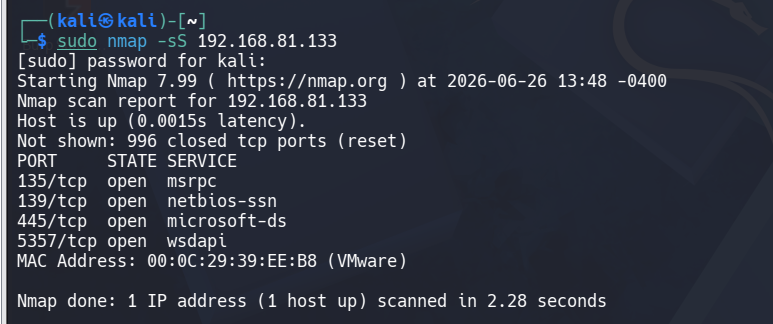 ┌──(kali㉿kali)-[~]
└─$ sudo nmap -sS 192.168.81.133
[sudo] password for kali:
Starting Nmap 7.99 ( https://nmap.org ) at 2026-06-26 13:48 -0400
Nmap scan report for 192.168.81.133
Host is up (0.0015s latency).
Not shown: 996 closed tcp ports (reset)
PORT     STATE SERVICE
135/tcp  open  msrpc
139/tcp  open  netbios-ssn
445/tcp  open  microsoft-ds
5357/tcp open  wsdapi
MAC Address: 00:0C:29:39:EE:B8 (VMware)
Nmap done: 1 IP address (1 host up) scanned in 2.28 seconds